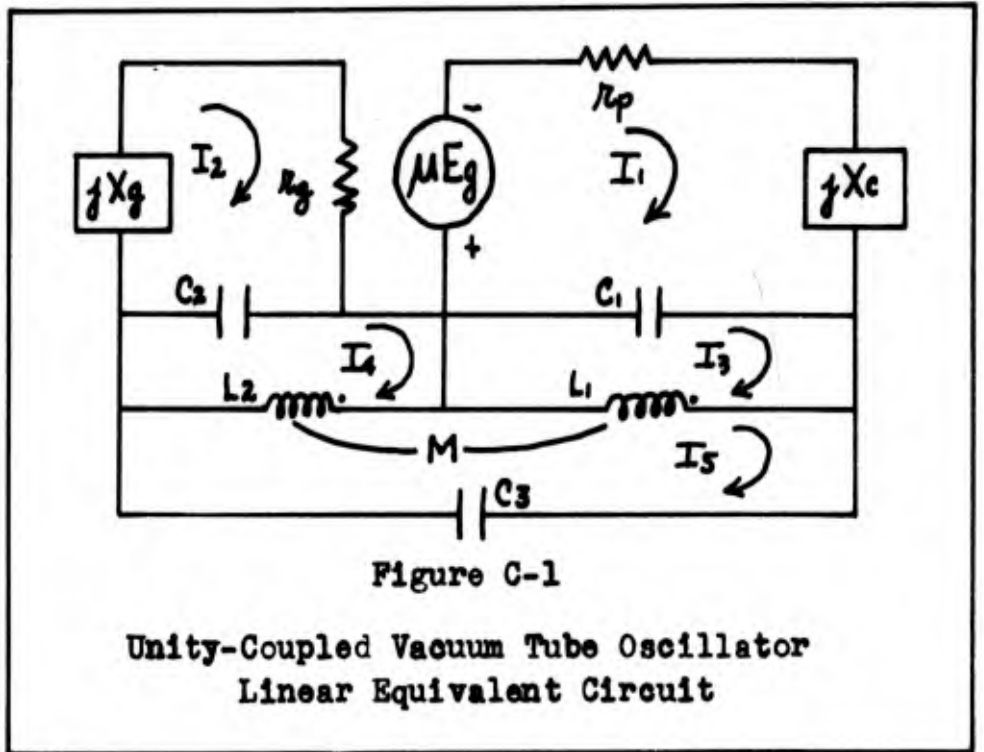 -
rp
I2
rg
μEg
I1
jXg
jXc
+
C2
C1
I4
I3
L2
L1
M
I5
C3
Figure C-1
Unity-Coupled Vacuum Tube Oscillator
Linear Equivalent Circuit